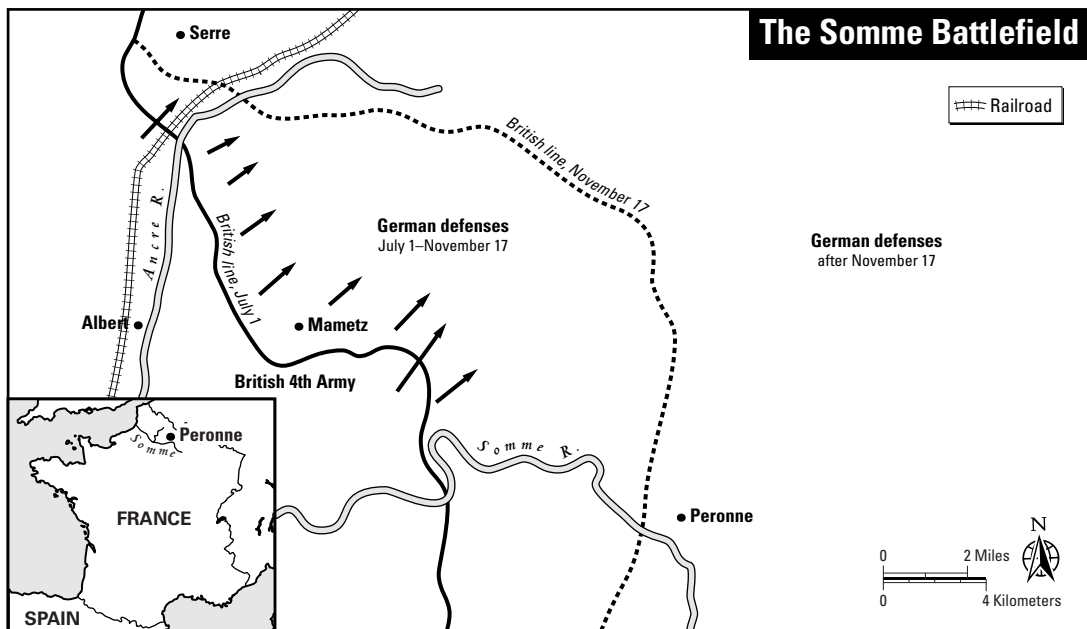 The Somme Battlefield
Serre
Railroad
British line, November 17
Ancre R.
British line, July 1
German defenses
July 1–November 17
German defenses
after November 17
Albert
Mametz
British 4th Army
Somme R.
Peronne
Peronne
Somme
FRANCE
SPAIN
N
0 2 Miles
0 4 Kilometers